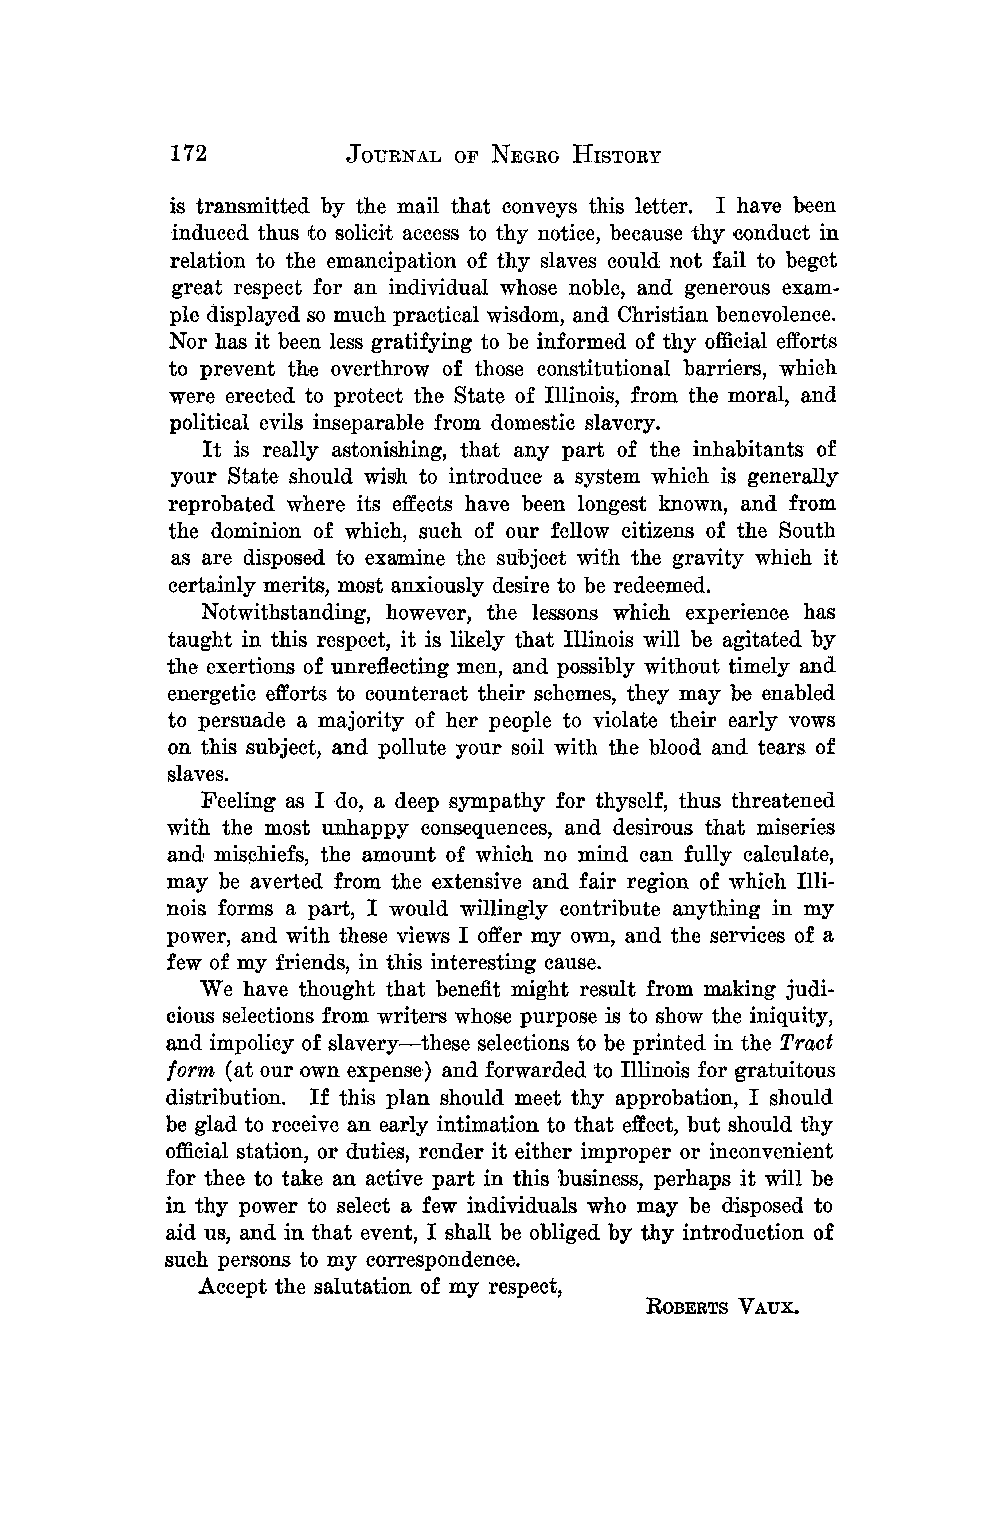 172 JOURNAL OF NEGRO HISTORY
is transmitted by the mail that conveys this letter. I have been
induced thus to solicit access to thy notice, because thy conduct in
relation to the emancipation of thy slaves could not fail to beget
great respect for an individual whose noble, and generous exam-
ple displayed so much practical wisdom, and Christian benevolence.
Nor has it been less gratifying to be informed of thy official efforts
to prevent the overthrow of those constitutional barriers, which
were erected to protect the State of Illinois, from the moral, and
political evils inseparable from domestic slavery.
It is really astonishing, that any part of the inhabitants of
your State should wish to introduce a system which is generally
reprobated where its effects have been longest known, and from
the dominion of which, such of our fellow citizens of the South
as are disposed to examine the subject with the gravity which it
certainly merits, most anxiously desire to be redeemed.
Notwithstanding, however, the lessons which experience has
taught in this respect, it is likely that Illinois will be agitated by
the exertions of unreflecting men, and possibly without timely and
energetic efforts to counteract their schemes, they may be enabled
to persuade a majority of her people to violate their early vows
on this subject, and pollute your soil with the blood and tears of
slaves.
Feeling as I do, a deep sympathy for thyself, thus threatened
with the most unhappy consequences, and desirous that miseries
and mischiefs, the amount of which no mind can fully calculate,
may be averted from the extensive and fair region of which Illi-
nois forms a part, I would willingly contribute anything in my
power, and with these views I offer my own, and the services of a
few of my friends, in this interesting cause.
We have thought that benefit might result from making judi-
cious selections from writers whose purpose is to show the iniquity,
and impolicy of slavery—these selections to be printed in the Tract
form (at our own expense) and forwarded to Illinois for gratuitous
distribution. If this plan should meet thy approbation, I should
be glad to receive an early intimation to that effect, but should thy
official station, or duties, render it either improper or inconvenient
for thee to take an active part in this business, perhaps it will be
in thy power to select a few individuals who may be disposed to
aid us, and in that event, I shall be obliged by thy introduction of
such persons to my correspondence.
Accept the salutation of my respect,
ROBERTS VAUX.